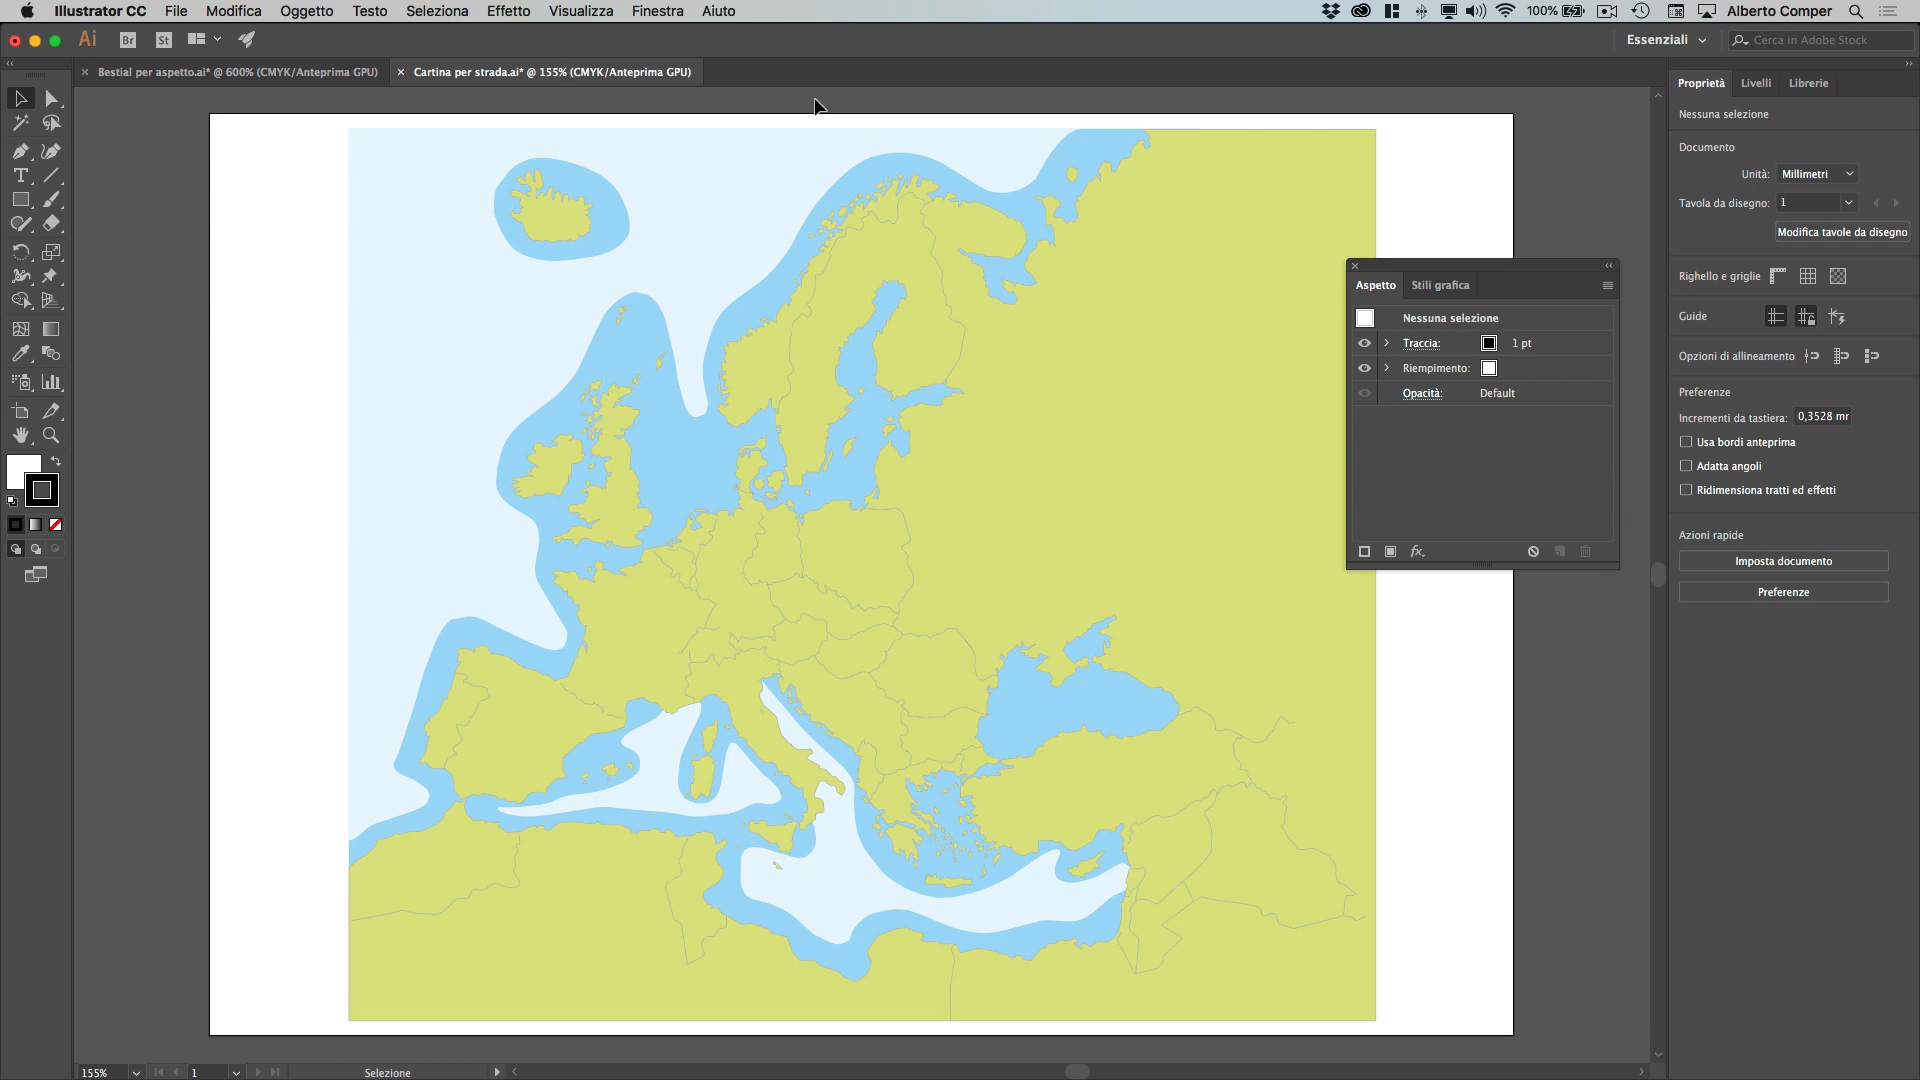 Illustrator CC File Modifica Oggetto Testo Seleziona Effetto Visualizza Finestra Aiuto 100% Alberto Comper
Ai Br St Essenziali Cerca in Adobe Stock
Bestial per aspetto.ai* @ 600% (CMYK/Anteprima GPU) Cartina per strada.ai* @ 155% (CMYK/Anteprima GPU)
Proprietà Livelli Librerie
Nessuna selezione
Documento
Unità: Millimetri
Tavola da disegno: 1
Modifica tavole da disegno
Righello e griglie
Guide
Opzioni di allineamento
Preferenze
Incrementi da tastiera: 0,3528 mr
Usa bordi anteprima
Adatta angoli
Ridimensiona tratti ed effetti
Azioni rapide
Imposta documento
Preferenze
Aspetto Stili grafica
Nessuna selezione
Traccia: 1 pt
Riempimento:
Opacità: Default
fx
155% 1 Selezione